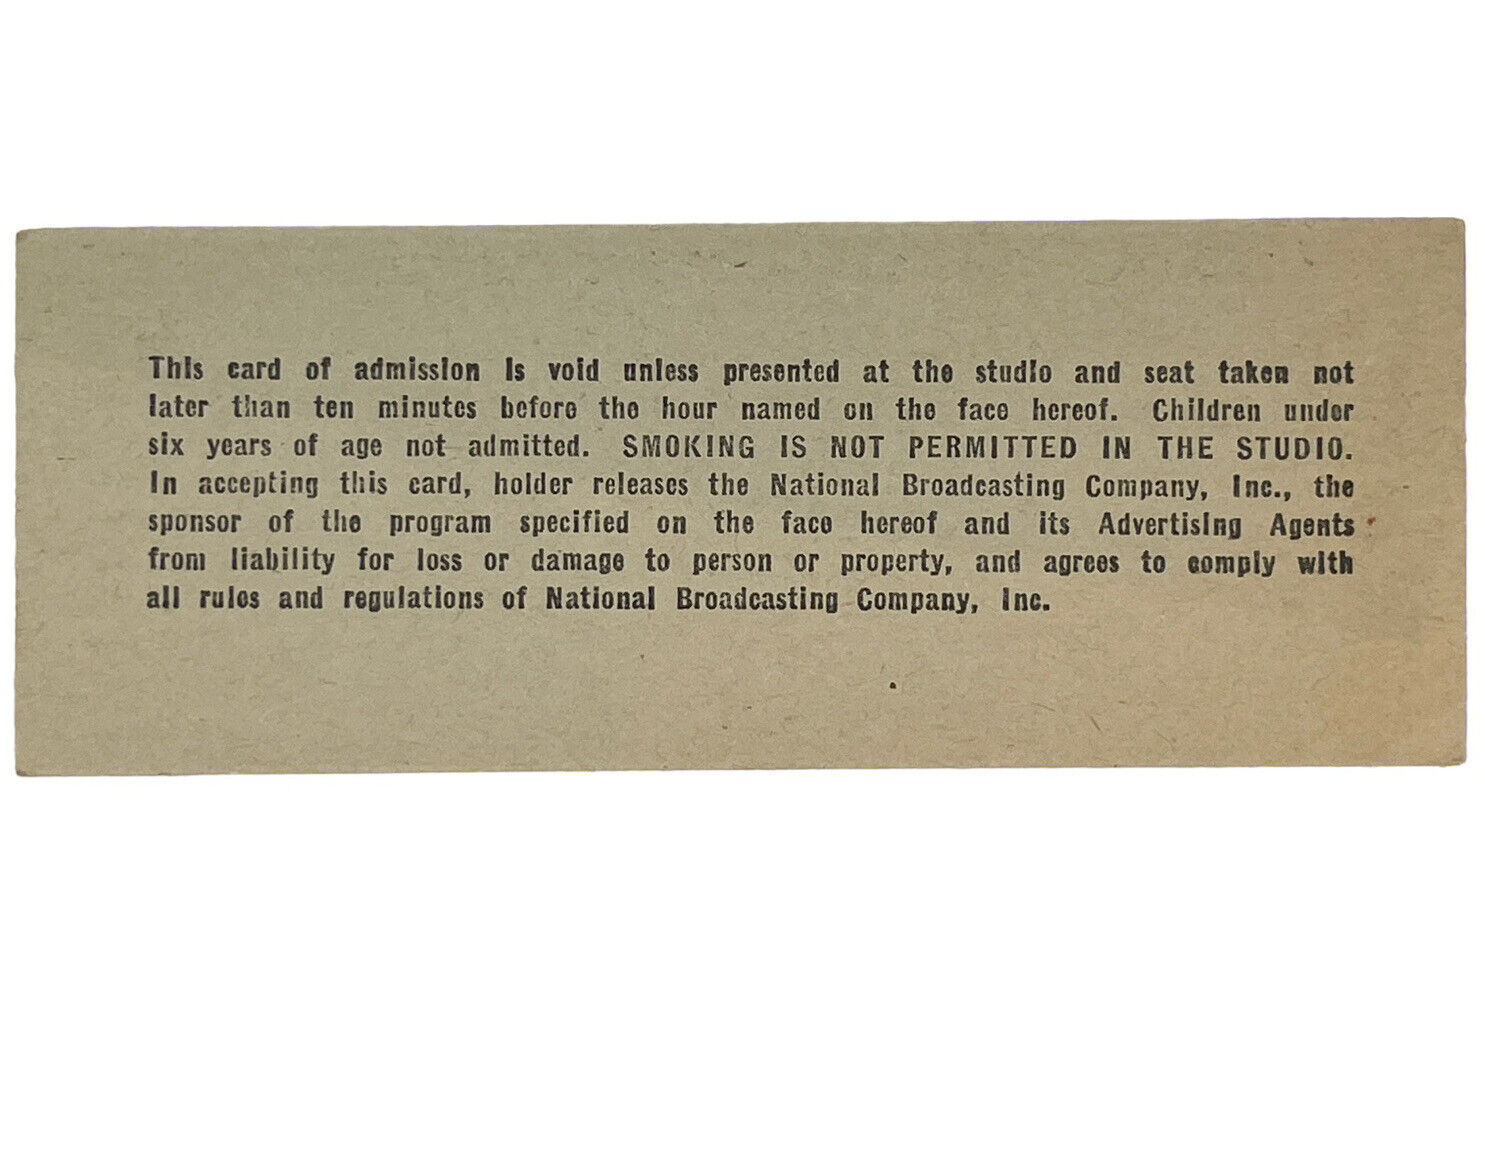 This card of admission is void unless presented at the studio and seat taken not
later than ten minutes before the hour named on the face hereof. Children under
six years of age not admitted. SMOKING IS NOT PERMITTED IN THE STUDIO.
In accepting this card, holder releases the National Broadcasting Company, Inc., the
sponsor of the program specified on the face hereof and its Advertising Agents
from liability for loss or damage to person or property, and agrees to comply with
all rules and regulations of National Broadcasting Company, Inc.